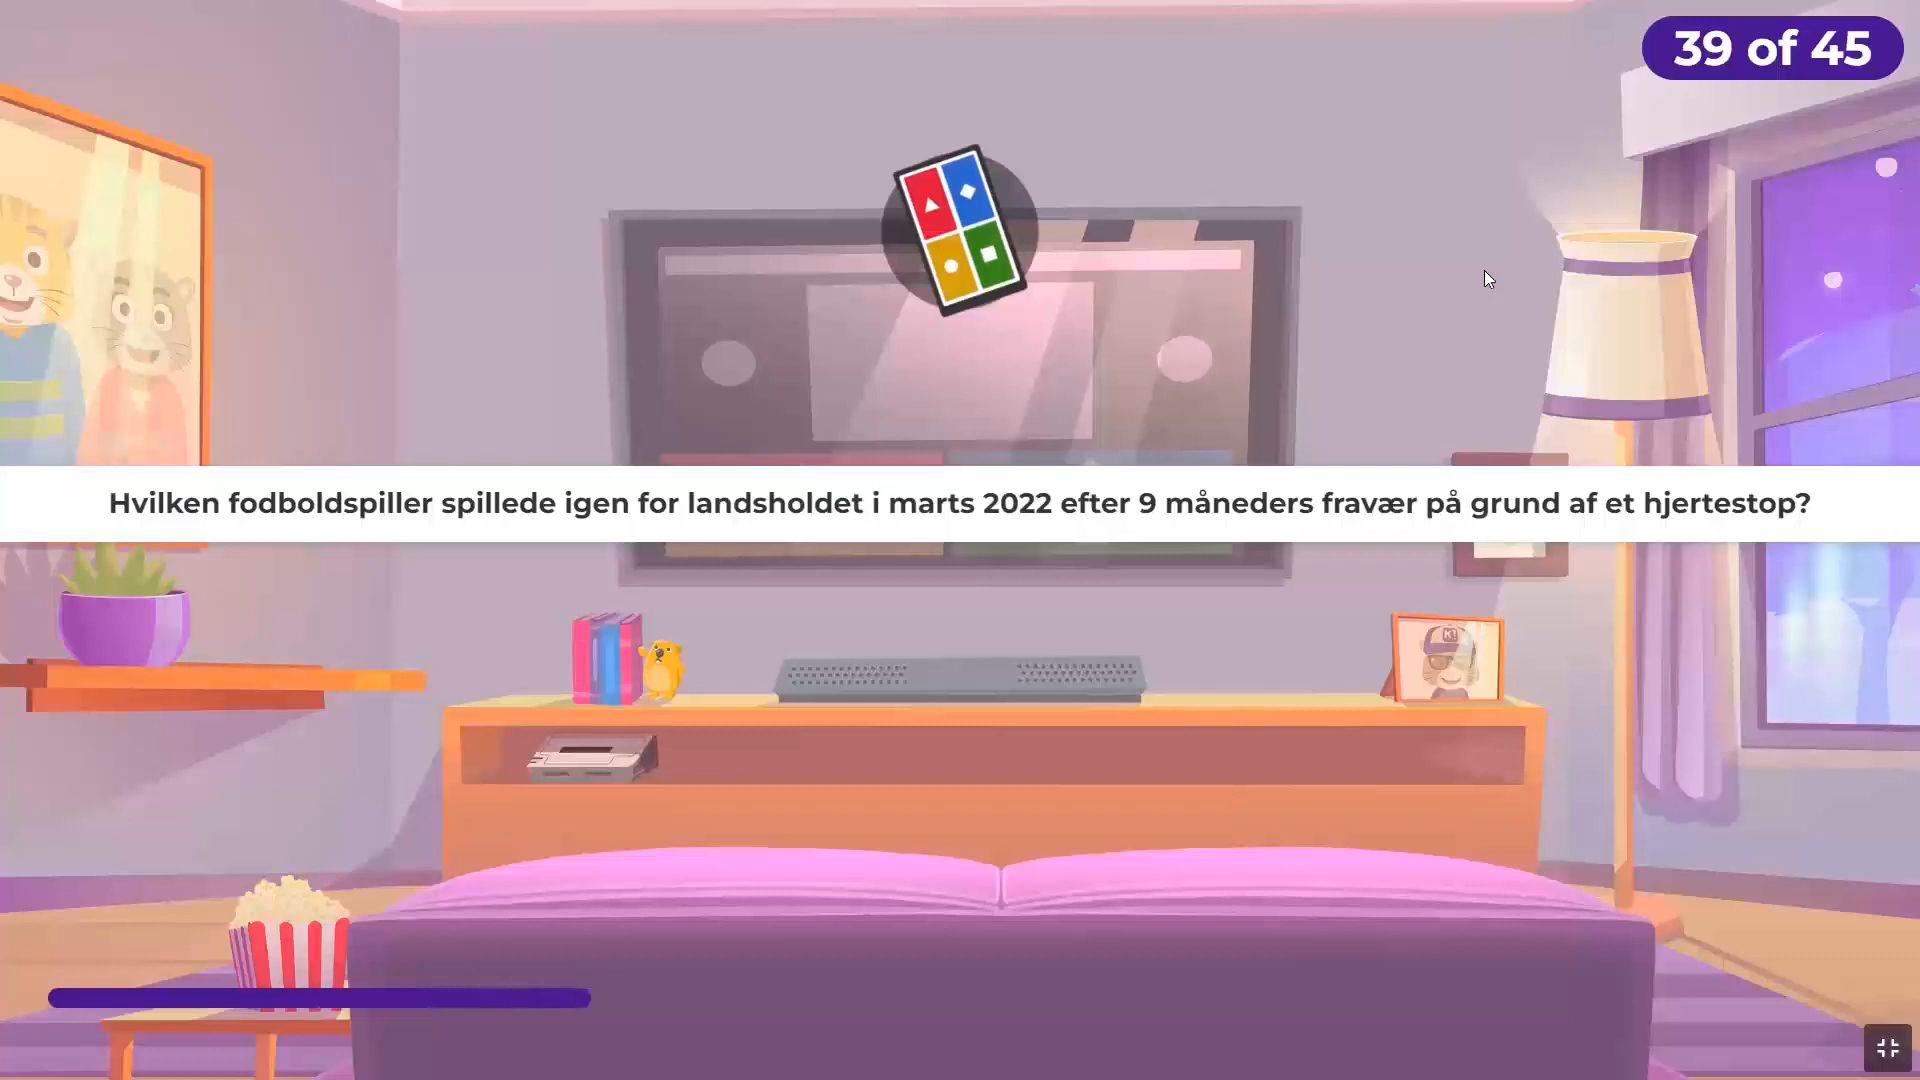 39 of 45
Hvilken fodboldspiller spillede igen for landsholdet i marts 2022 efter 9 måneders fravær på grund af et hjertestop?
K!